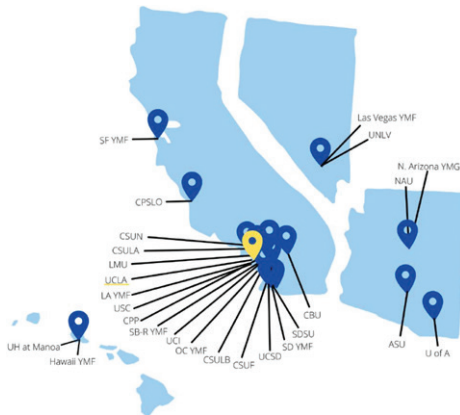 Las Vegas YMF
UNLV
SF YMF
N. Arizona YMG
NAU
CPSLO
CSUN
CSULA
LMU
UCLA
LA YMF
USC
CPP
SB-R YMF
UCI
OC YMF
CSULB
CSUF
UCSD
SD YMF
SDSU
CBU
ASU
U of A
UH at Manoa
Hawaii YMF